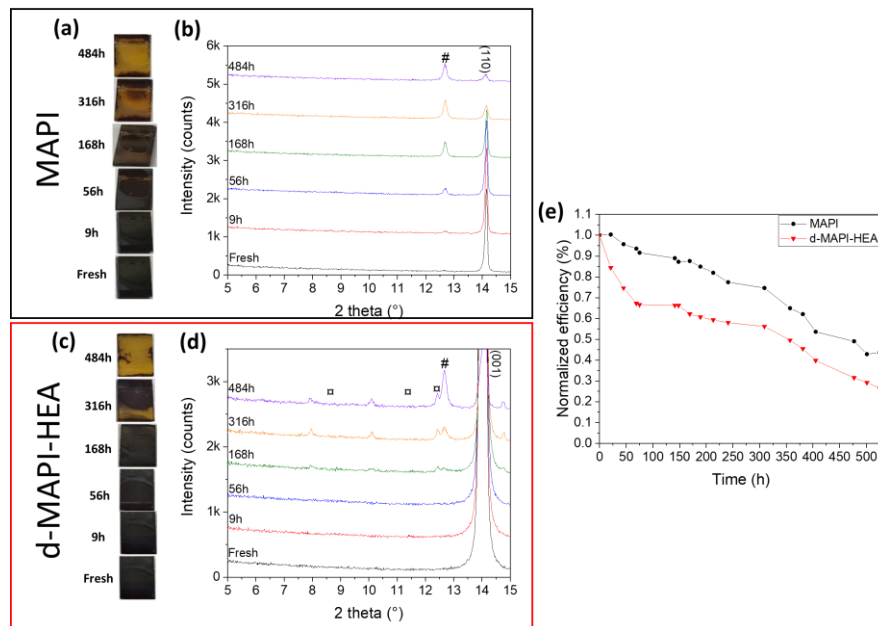 (a)
MAPI
484h
316h
168h
56h
9h
Fresh
(b)
Intensity (counts)
6k
5k
4k
3k
2k
1k
0
484h
316h
168h
56h
9h
Fresh
#
(110)
5 6 7 8 9 10 11 12 13 14 15
2 theta (°)
(c)
d-MAPI-HEA
484h
316h
168h
56h
9h
Fresh
(d)
Intensity (counts)
3k
2k
1k
0
484h
316h
168h
56h
9h
Fresh
¤ ¤ ¤ #
(001)
5 6 7 8 9 10 11 12 13 14 15
2 theta (°)
(e)
Normalized efficiency (%)
1.1
1.0
0.9
0.8
0.7
0.6
0.5
0.4
0.3
0.2
0.1
0.0
MAPI
d-MAPI-HEA
0 50 100 150 200 250 300 350 400 450 500
Time (h)